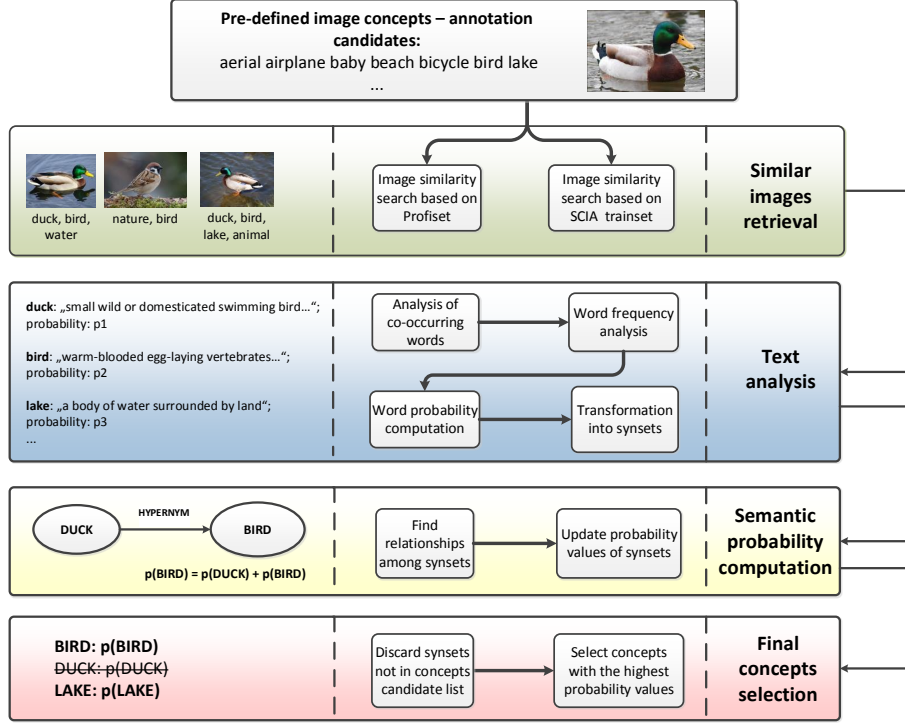 Pre-defined image concepts – annotation
candidates:
aerial airplane baby beach bicycle bird lake
...
duck, bird,
water
nature, bird
duck, bird,
lake, animal
Image similarity
search based on
Profiset
Image similarity
search based on
SCIA trainset
Similar
images
retrieval
duck: „small wild or domesticated swimming bird...“;
probability: p1
bird: „warm-blooded egg-laying vertebrates...“;
probability: p2
lake: „a body of water surrounded by land“;
probability: p3
...
Analysis of
co-occurring
words
Word frequency
analysis
Word probability
computation
Transformation
into synsets
Text
analysis
DUCK
HYPERNYM
BIRD
p(BIRD) = p(DUCK) + p(BIRD)
Find
relationships
among synsets
Update probability
values of synsets
Semantic
probability
computation
BIRD: p(BIRD)
DUCK: p(DUCK)
LAKE: p(LAKE)
Discard synsets
not in concepts
candidate list
Select concepts
with the highest
probability values
Final
concepts
selection